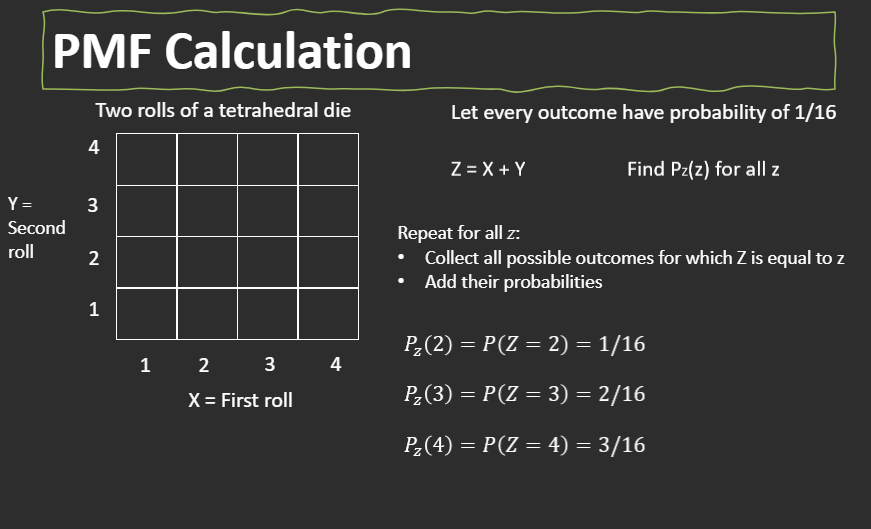 PMF Calculation
Two rolls of a tetrahedral die
4
3
2
1
Y =
Second
roll
1 2 3 4
X = First roll
Let every outcome have probability of 1/16
Z = X + Y
Find Pz(z) for all z
Repeat for all z:
• Collect all possible outcomes for which Z is equal to z
• Add their probabilities
P_z(2) = P(Z = 2) = 1/16
P_z(3) = P(Z = 3) = 2/16
P_z(4) = P(Z = 4) = 3/16